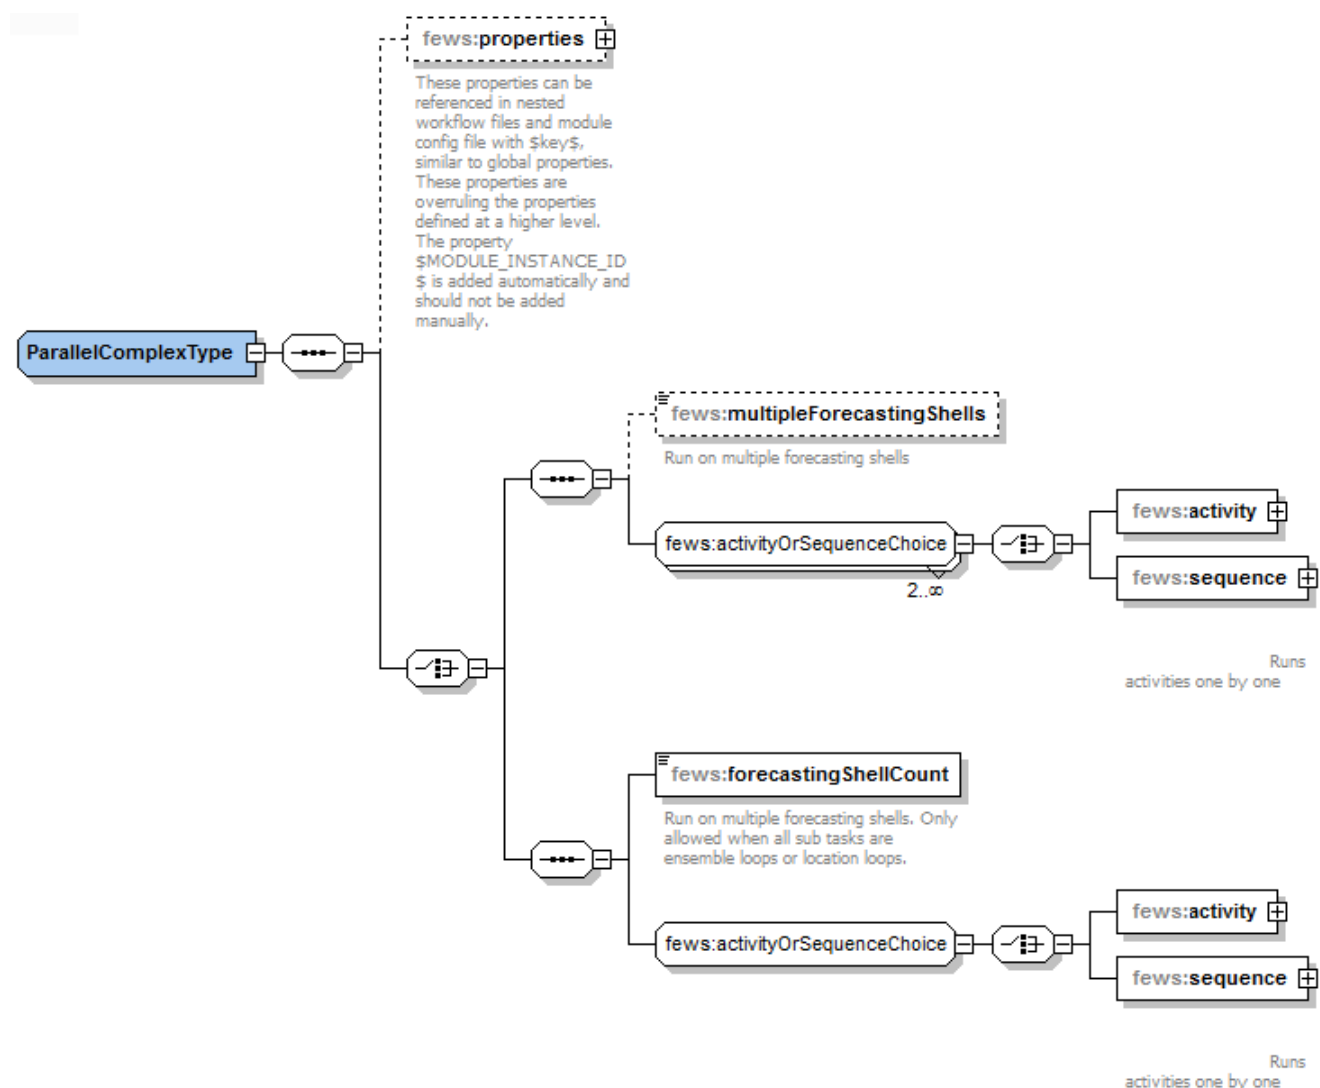 fews:properties
These properties can be
referenced in nested
workflow files and module
config file with $key$,
similar to global properties.
These properties are
overruling the properties
defined at a higher level.
The property
$MODULE_INSTANCE_ID
$ is added automatically and
should not be added
manually.
ParallelComplexType
fews:multipleForecastingShells
Run on multiple forecasting shells
fews:activityOrSequenceChoice
2..∞
fews:activity
fews:sequence
Runs
activities one by one
fews:forecastingShellCount
Run on multiple forecasting shells. Only
allowed when all sub tasks are
ensemble loops or location loops.
fews:activityOrSequenceChoice
fews:activity
fews:sequence
Runs
activities one by one